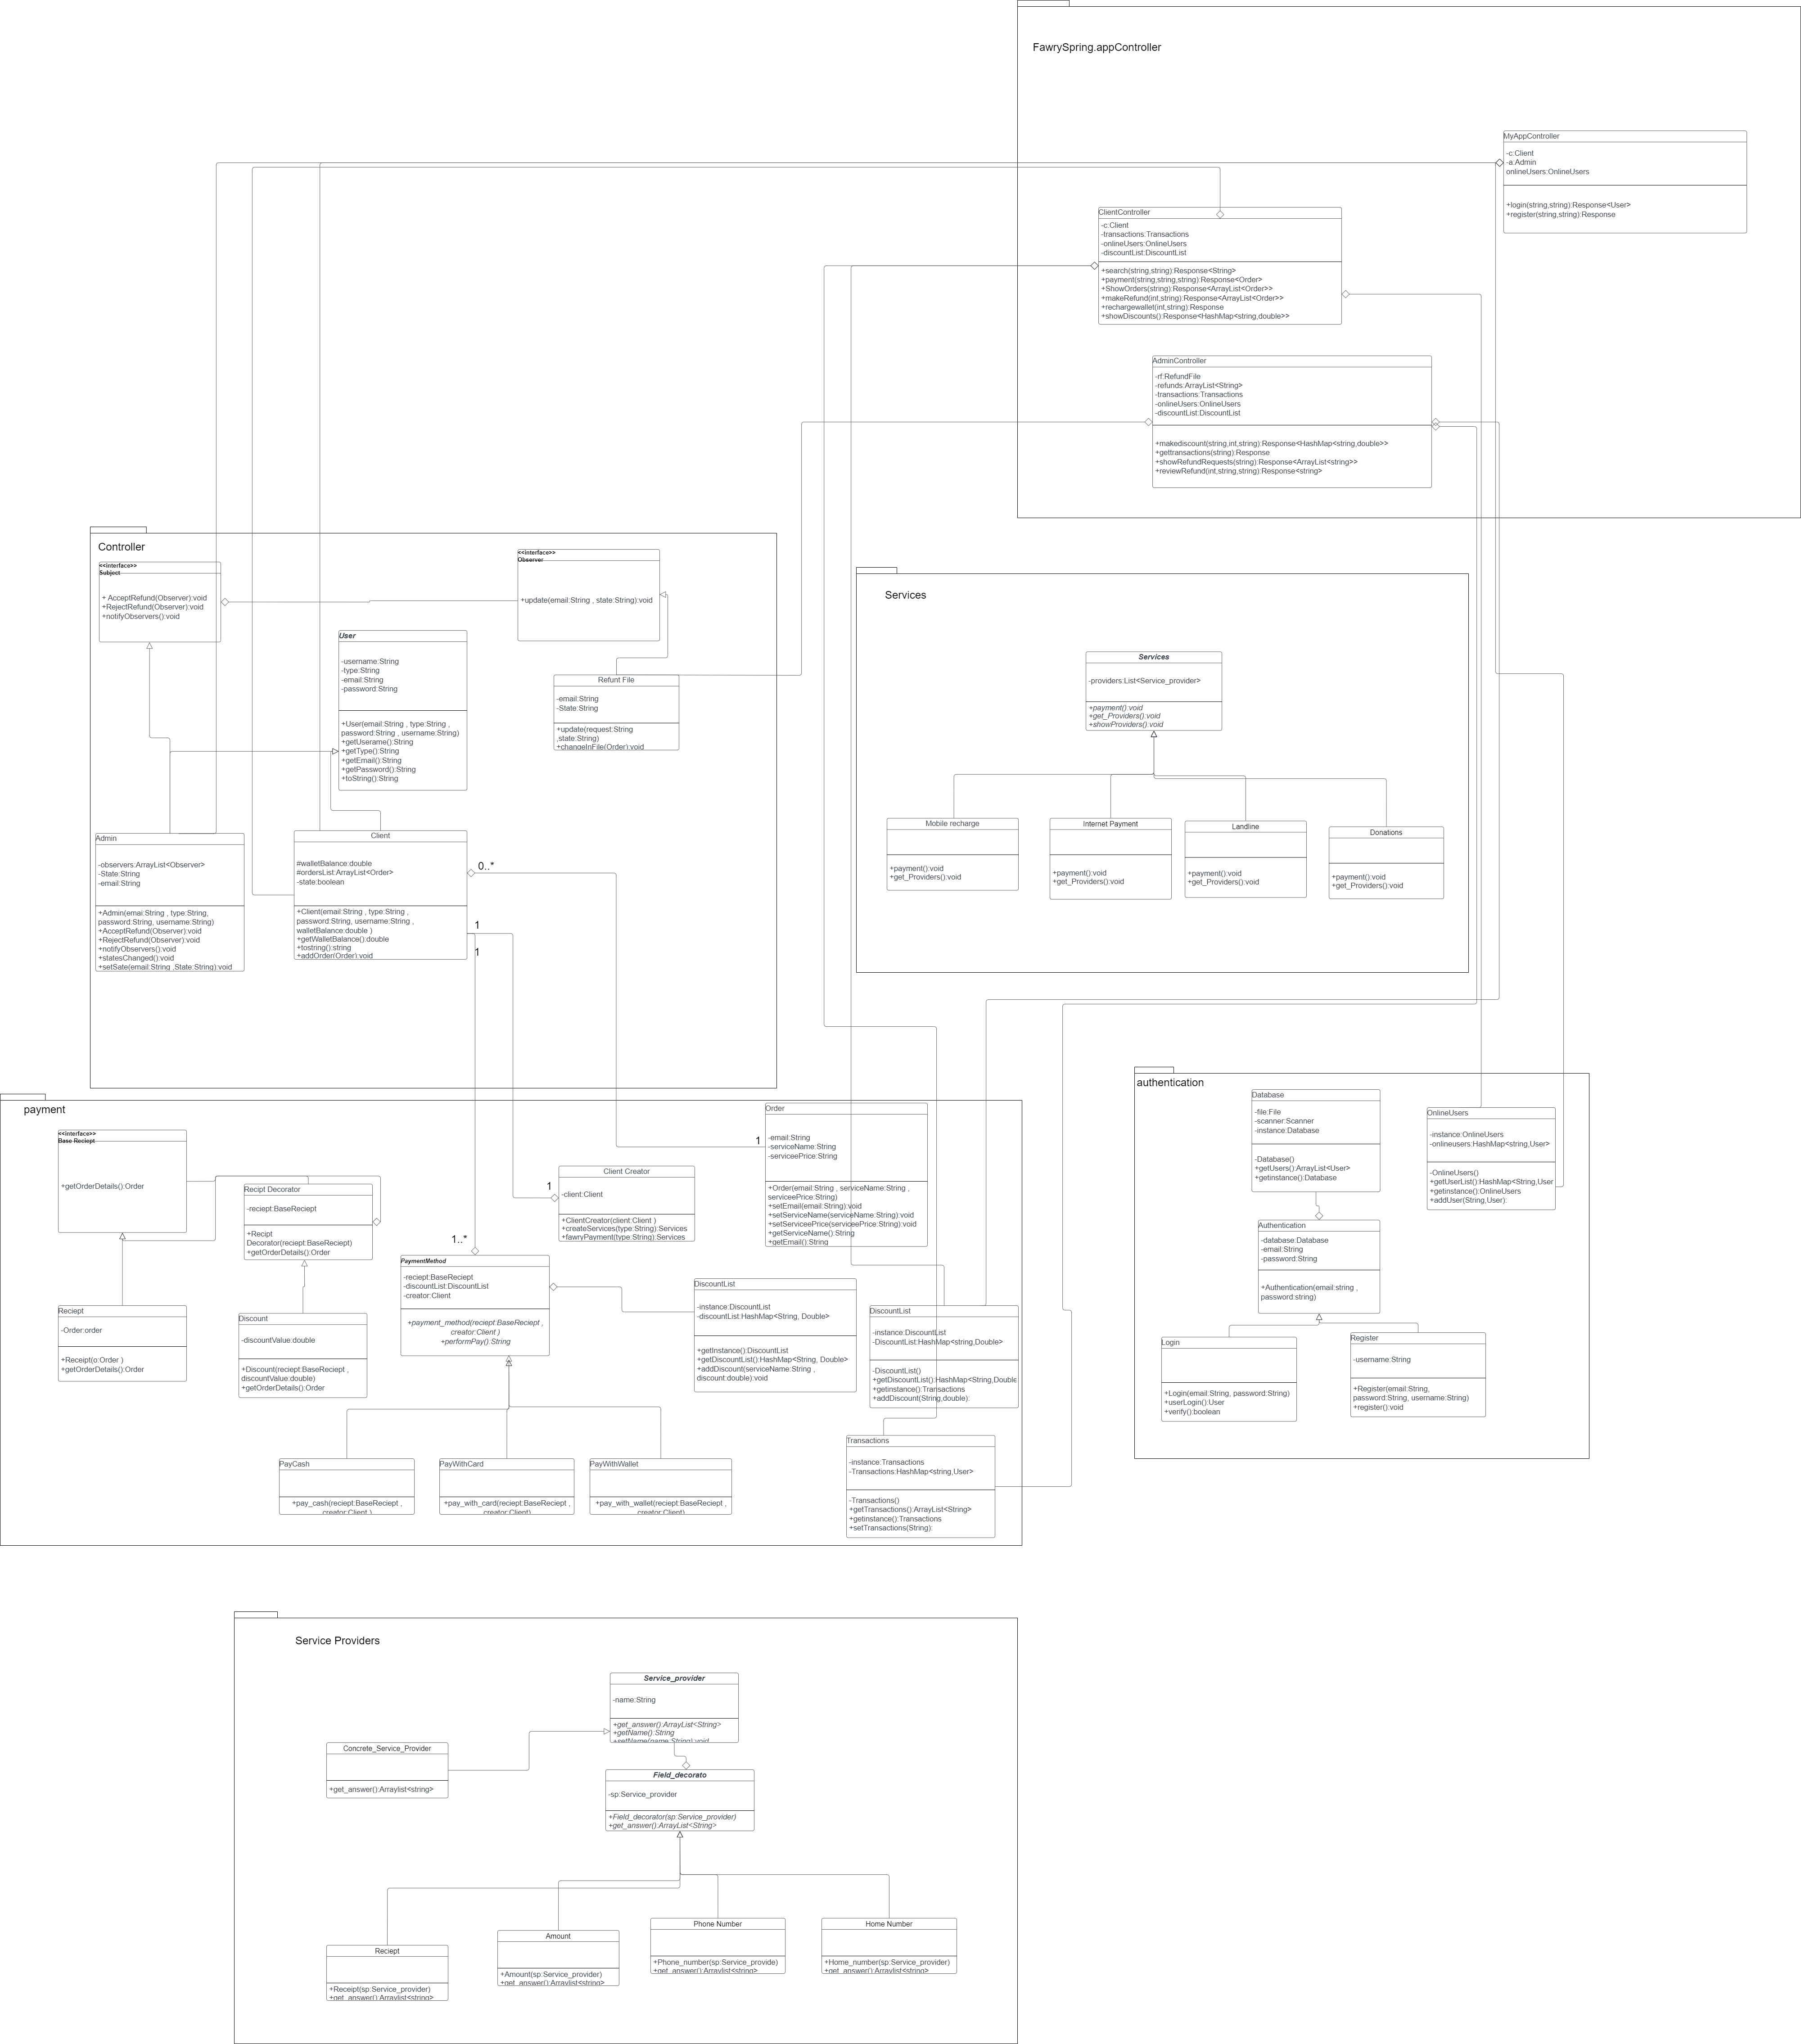 FawrySpring.appController
MyAppController
-c:Client
-a:Admin
onlineUsers:OnlineUsers
+login(string,string):Response<User>
+register(string,string):Response
ClientController
-c:Client
-transactions:Transactions
-onlineUsers:OnlineUsers
-discountList:DiscountList
+search(string,string):Response<String>
+payment(string,string,string):Response<Order>
+ShowOrders(string):Response<ArrayList<Order>>
+makeRefund(int,string):Response<ArrayList<Order>>
+rechargewallet(int,string):Response
+showDiscounts():Response<HashMap<string,double>>
AdminController
-rf:RefundFile
-refunds:ArrayList<String>
-transactions:Transactions
-onlineUsers:OnlineUsers
-discountList:DiscountList
+makediscount(string,int,string):Response<HashMap<string,double>>
+gettransactions(string):Response
+showRefundRequests(string):Response<ArrayList<string>>
+reviewRefund(int,string,string):Response<string>
Controller
<<interface>>
Subject
+ AcceptRefund(Observer):void
+RejectRefund(Observer):void
+notifyObservers():void
<<interface>>
Observer
+update(email:String , state:String):void
User
-username:String
-type:String
-email:String
-password:String
+User(email:String , type:String ,
password:String , username:String)
+getUserame():String
+getType():String
+getEmail():String
+getPassword():String
+toString():String
Refunt File
-email:String
-State:String
+update(request:String
,state:String)
+changeInFile(Order):void
Admin
-observers:ArrayList<Observer>
-State:String
-email:String
+Admin(emai:String , type:String,
password:String, username:String)
+AcceptRefund(Observer):void
+RejectRefund(Observer):void
+notifyObservers():void
+statesChanged():void
+setSate(email:String ,State:String):void
Client
#walletBalance:double
#ordersList:ArrayList<Order>
-state:boolean
+Client(email:String , type:String ,
password:String, username:String ,
walletBalance:double )
+getWalletBalance():double
+tostring():string
+addOrder(Order):void
0..*
1
1
Services
Services
-providers:List<Service_provider>
+payment():void
+get_Providers():void
+showProviders():void
Mobile recharge
+payment():void
+get_Providers():void
Internet Payment
+payment():void
+get_Providers():void
Landline
+payment():void
+get_Providers():void
Donations
+payment():void
+get_Providers():void
payment
<<interface>>
Base Reciept
+getOrderDetails():Order
Recipt Decorator
-reciept:BaseReciept
+Recipt
Decorator(reciept:BaseReciept)
+getOrderDetails():Order
Reciept
-Order:order
+Receipt(o:Order )
+getOrderDetails():Order
Discount
-discountValue:double
+Discount(reciept:BaseReciept ,
discountValue:double)
+getOrderDetails():Order
1..*
PaymentMethod
-reciept:BaseReciept
-discountList:DiscountList
-creator:Client
+payment_method(reciept:BaseReciept ,
creator:Client )
+performPay():String
1
Client Creator
-client:Client
+ClientCreator(client:Client )
+createServices(type:String):Services
+fawryPayment(type:String):Services
1
Order
-email:String
-serviceName:String
-serviceePrice:String
+Order(email:String , serviceName:String ,
serviceePrice:String)
+setEmail(email:String):void
+setServiceName(serviceName:String):void
+setServiceePrice(serviceePrice:String):void
+getServiceName():String
+getEmail():String
DiscountList
-instance:DiscountList
-discountList:HashMap<String, Double>
+getInstance():DiscountList
+getDiscountList():HashMap<String, Double>
+addDiscount(serviceName:String ,
discount:double):void
DiscountList
-instance:DiscountList
-DiscountList:HashMap<string,Double>
-DiscountList()
+getDiscountList():HashMap<String,Double
+getinstance():Transactions
+addDiscount(String,double):
PayCash
+pay_cash(reciept:BaseReciept ,
creator:Client )
PayWithCard
+pay_with_card(reciept:BaseReciept ,
creator:Client)
PayWithWallet
+pay_with_wallet(reciept:BaseReciept ,
creator:Client)
Transactions
-instance:Transactions
-Transactions:HashMap<string,User>
-Transactions()
+getTransactions():ArrayList<String>
+getinstance():Transactions
+setTransactions(String):
authentication
Database
-file:File
-scanner:Scanner
-instance:Database
-Database()
+getUsers():ArrayList<User>
+getinstance():Database
OnlineUsers
-instance:OnlineUsers
-onlineusers:HashMap<string,User>
-OnlineUsers()
+getUserList():HashMap<string,User
+getinstance():OnlineUsers
+addUser(String,User):
Authentication
-database:Database
-email:String
-password:String
+Authentication(email:string ,
password:string)
Login
+Login(email:String, password:String)
+userLogin():User
+verify():boolean
Register
-username:String
+Register(email:String,
password:String, username:String)
+register():void
Service Providers
Service_provider
-name:String
+get_answer():ArrayList<String>
+getName():String
+setName(name:String):void
Concrete_Service_Provider
+get_answer():Arraylist<string>
Field_decorato
-sp:Service_provider
+Field_decorator(sp:Service_provider)
+get_answer():ArrayList<String>
Reciept
+Receipt(sp:Service_provider)
+get_answer():Arraylist<string>
Amount
+Amount(sp:Service_provider)
+get_answer():Arraylist<string>
Phone Number
+Phone_number(sp:Service_provide)
+get_answer():Arraylist<string>
Home Number
+Home_number(sp:Service_provider)
+get_answer():Arraylist<string>